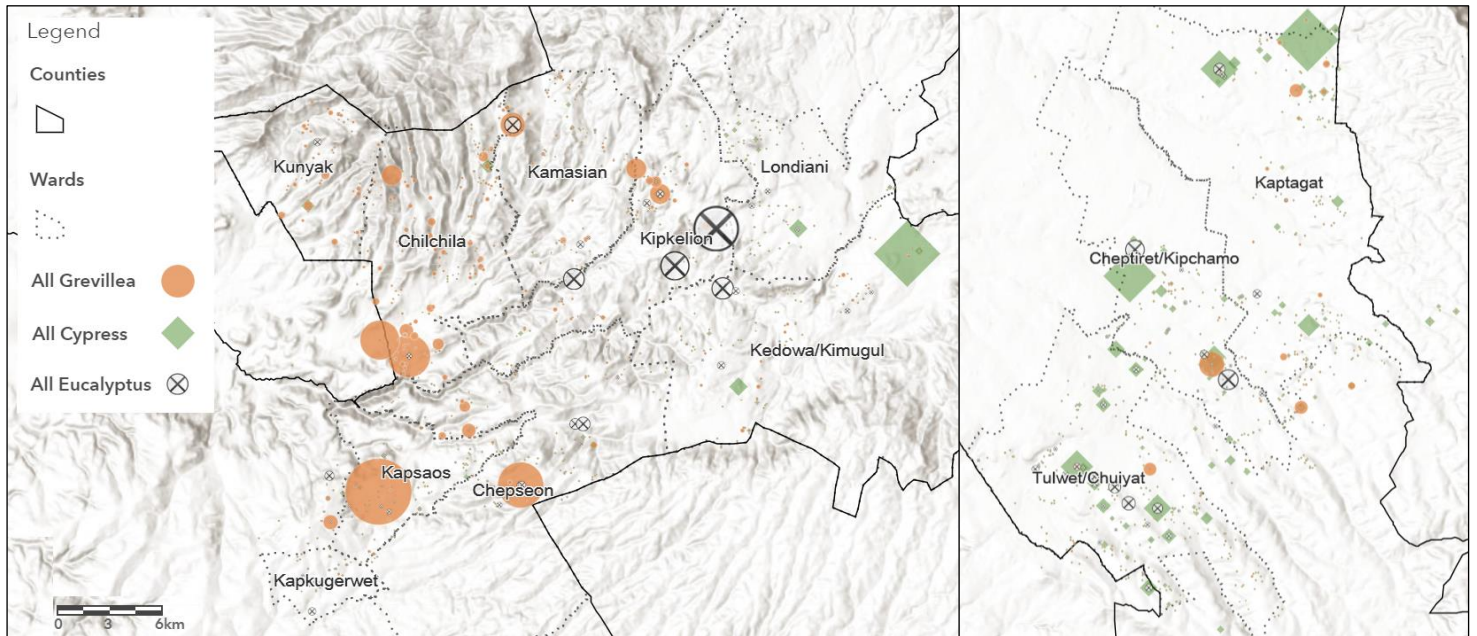 Legend
Counties
Wards
All Grevillea
All Cypress
All Eucalyptus
0 3 6km
Kunyak
Kamasian
Londiani
Chilchila
Kipkelion
Kedowa/Kimugul
Kapsaos
Chepseon
Kapkugerwet
Kaptagat
Cheptiret/Kipchamo
Tulwet/Chuiyat